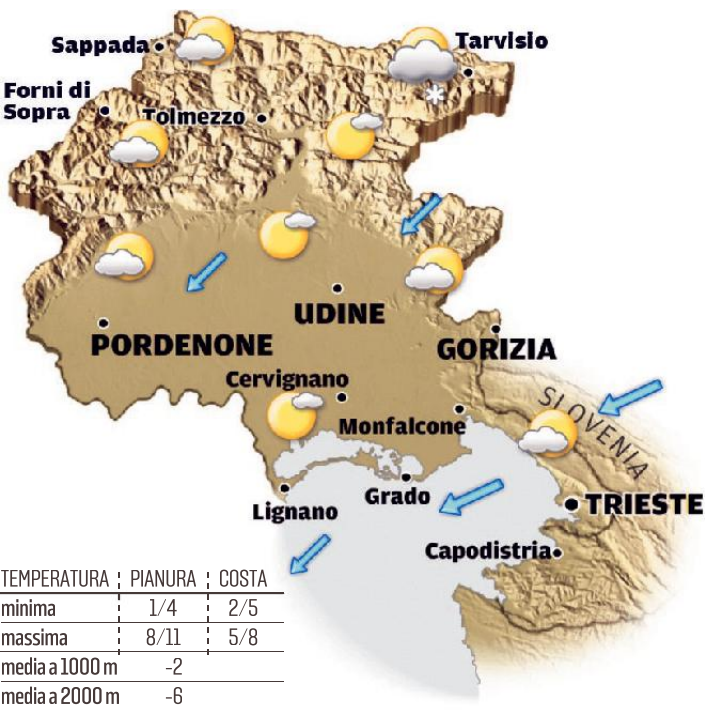 Sappada
Tarvisio
Forni di
Sopra
Tolmezzo
UDINE
PORDENONE
GORIZIA
Cervignano
SLOVENIA
Monfalcone
Grado
Lignano
TRIESTE
Capodistria
TEMPERATURA PIANURA COSTA
minima 1/4 2/5
massima 8/11 5/8
media a 1000 m -2
media a 2000 m -6